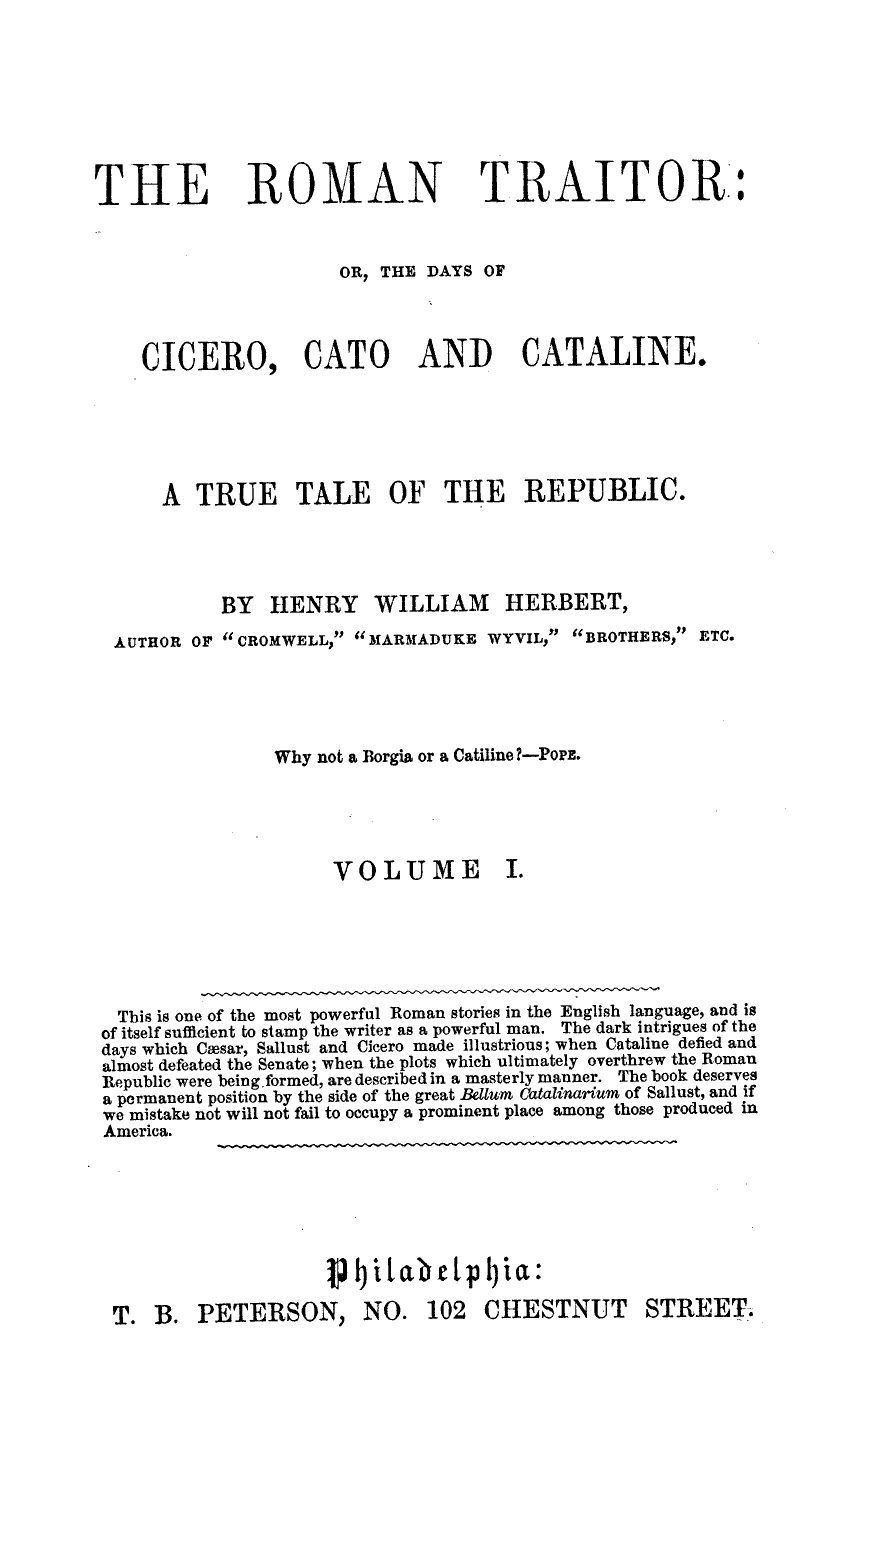 THE ROMAN TRAITOR:
OR, THE DAYS OF
CICERO, CATO AND CATALINE.
A TRUE TALE OF THE REPUBLIC.
BY HENRY WILLIAM HERBERT,
AUTHOR OF “CROMWELL,” “MARMADUKE WYVIL,” “BROTHERS,” ETC.
Why not a Borgia or a Catiline?—POPE.
VOLUME I.
This is one of the most powerful Roman stories in the English language, and is
of itself sufficient to stamp the writer as a powerful man. The dark intrigues of the
days which Cæsar, Sallust and Cicero made illustrious; when Cataline defied and
almost defeated the Senate; when the plots which ultimately overthrew the Roman
Republic were being formed, are described in a masterly manner. The book deserves
a permanent position by the side of the great Bellum Catalinarium of Sallust, and if
we mistake not will not fail to occupy a prominent place among those produced in
America.
Philadelphia:
T. B. PETERSON, NO. 102 CHESTNUT STREET.